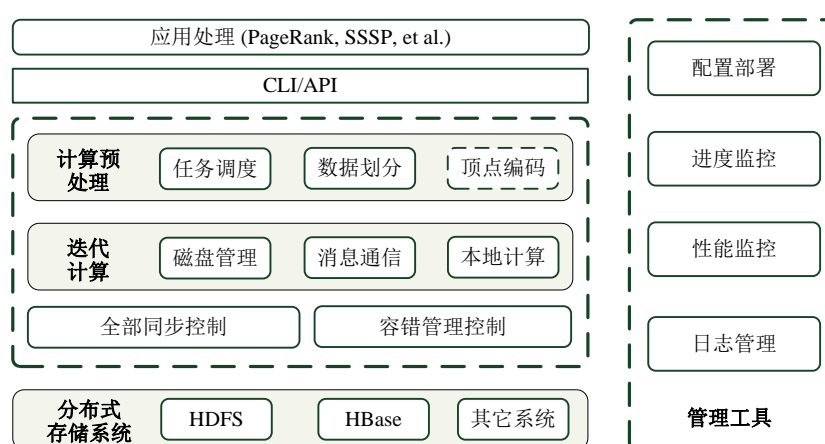 应用处理 (PageRank, SSSP, et al.)
CLI/API
计算预
处理
任务调度
数据划分
顶点编码
迭代
计算
磁盘管理
消息通信
本地计算
全部同步控制
容错管理控制
分布式
存储系统
HDFS
HBase
其它系统
配置部署
进度监控
性能监控
日志管理
管理工具